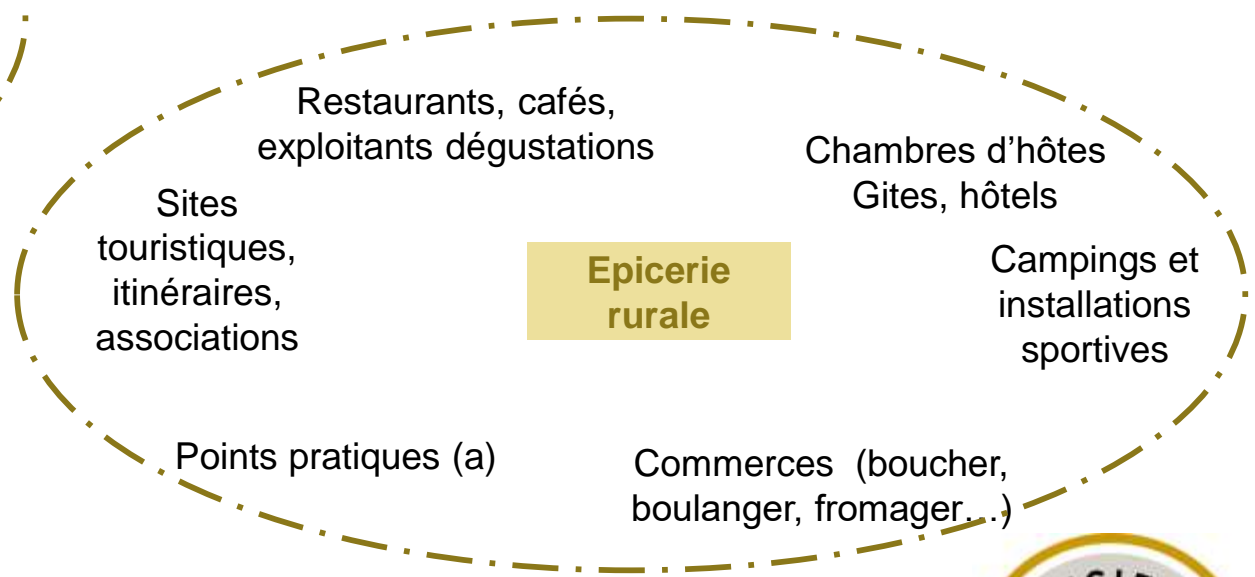 Restaurants, cafés,
exploitants dégustations
Chambres d'hôtes
Gites, hôtels
Sites
touristiques,
itinéraires,
associations
Epicerie
rurale
Campings et
installations
sportives
Points pratiques (a)
Commerces (boucher,
boulanger, fromager…)